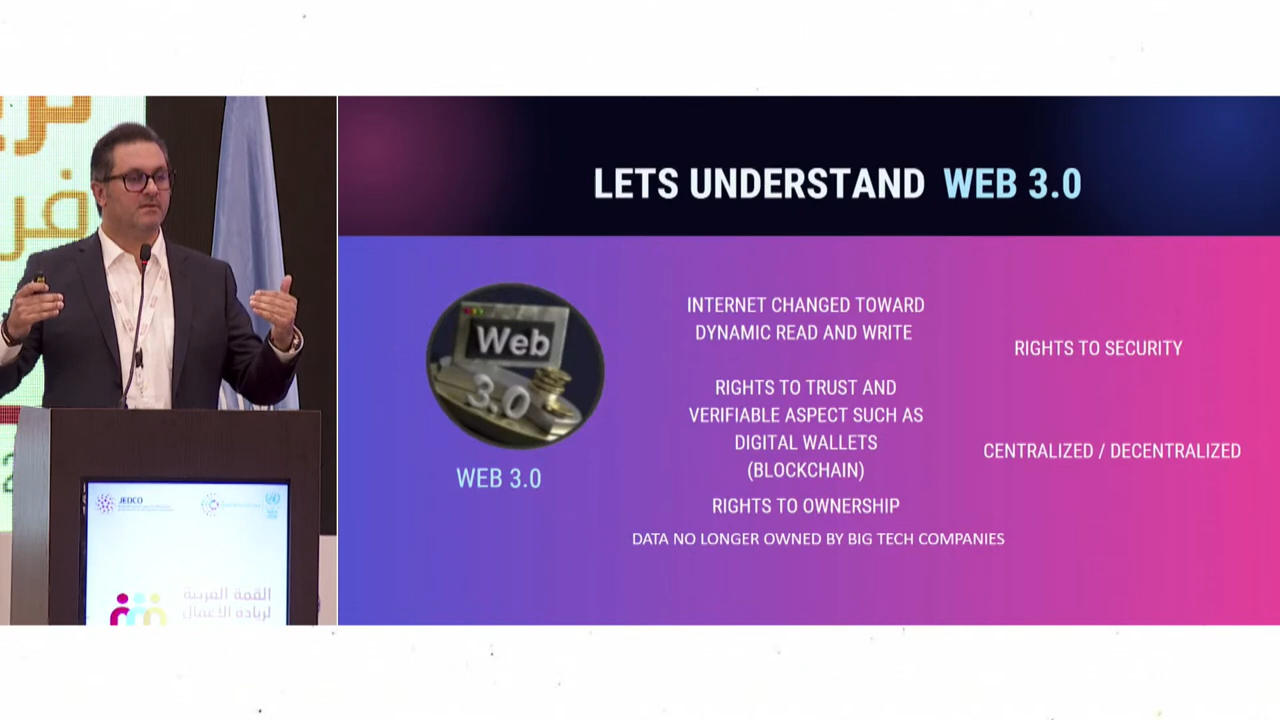 LETS UNDERSTAND WEB 3.0
Web
3.0
WEB 3.0
INTERNET CHANGED TOWARD
DYNAMIC READ AND WRITE
RIGHTS TO TRUST AND
VERIFIABLE ASPECT SUCH AS
DIGITAL WALLETS
(BLOCKCHAIN)
RIGHTS TO OWNERSHIP
DATA NO LONGER OWNED BY BIG TECH COMPANIES
RIGHTS TO SECURITY
CENTRALIZED / DECENTRALIZED
JEDCO
القمة العربية
لريادة الأعمال